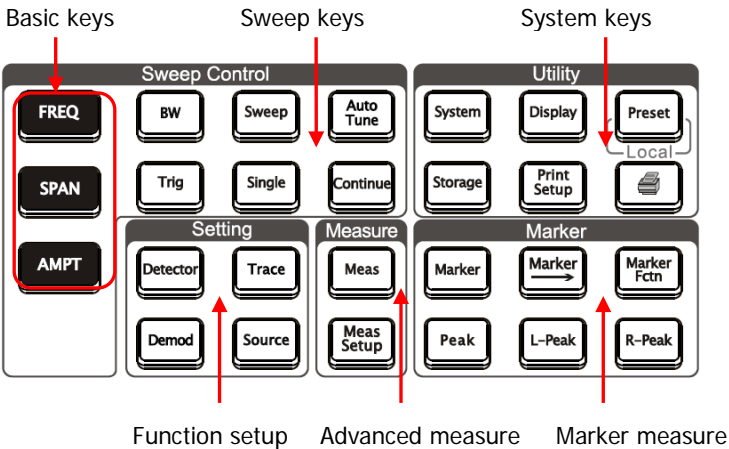 Basic keys
Sweep keys
System keys
Sweep Control
Utility
FREQ
BW
Sweep
Auto
Tune
System
Display
Preset
Local
SPAN
Trig
Single
Continue
Storage
Print
Setup
Setting
Measure
Marker
AMPT
Detector
Trace
Meas
Marker
Marker
→
Marker
Fctn
Demod
Source
Meas
Setup
Peak
L-Peak
R-Peak
Function setup
Advanced measure
Marker measure